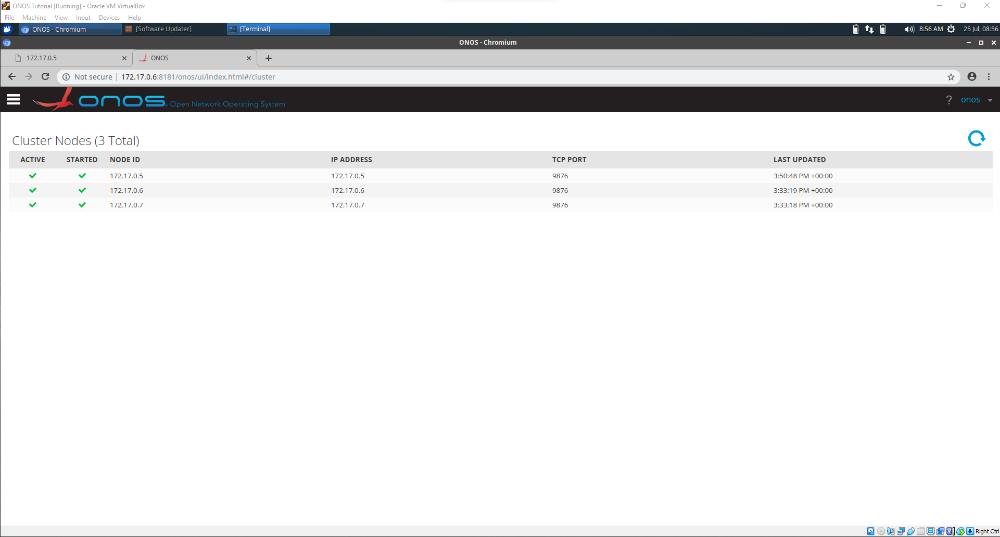 ONOS Tutorial [Running] - Oracle VM VirtualBox
File Machine View Input Devices Help
ONOS - Chromium [Software Updater] [Terminal] 8:56 AM 25 Jul, 08:56
ONOS - Chromium
172.17.0.5 ONOS
Not secure 172.17.0.6:8181/onos/ui/index.html#/cluster
onos Open Network Operating System ? onos
Cluster Nodes (3 Total)
ACTIVE STARTED NODE ID IP ADDRESS TCP PORT LAST UPDATED
172.17.0.5 172.17.0.5 9876 3:50:48 PM +00:00
172.17.0.6 172.17.0.6 9876 3:33:19 PM +00:00
172.17.0.7 172.17.0.7 9876 3:33:18 PM +00:00
Right Ctrl